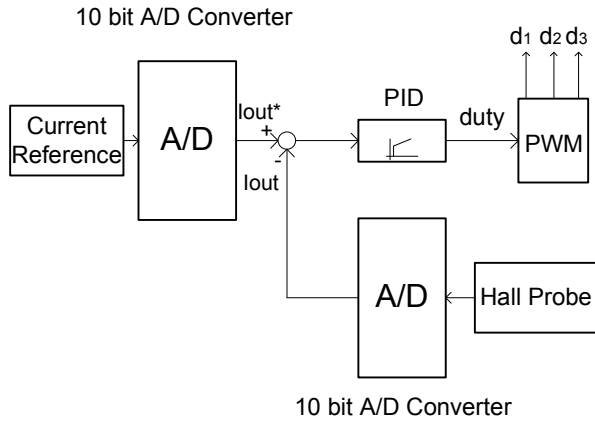 10 bit A/D Converter
d1 d2 d3
Current
Reference
A/D
Iout*
+
-
Iout
PID
duty
PWM
A/D
Hall Probe
10 bit A/D Converter